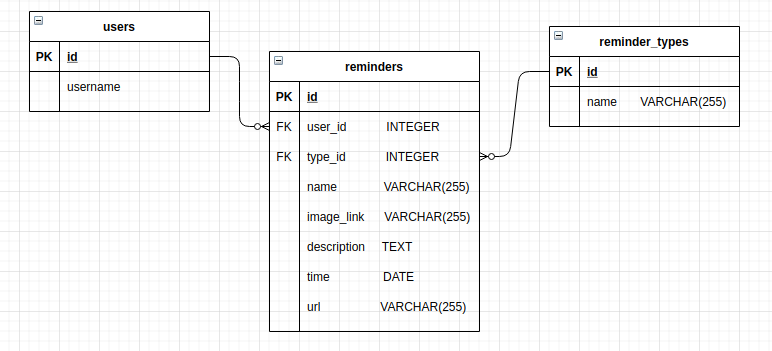 users
PK id
username
reminders
PK id
FK user_id INTEGER
FK type_id INTEGER
name VARCHAR(255)
image_link VARCHAR(255)
description TEXT
time DATE
url VARCHAR(255)
reminder_types
PK id
name VARCHAR(255)